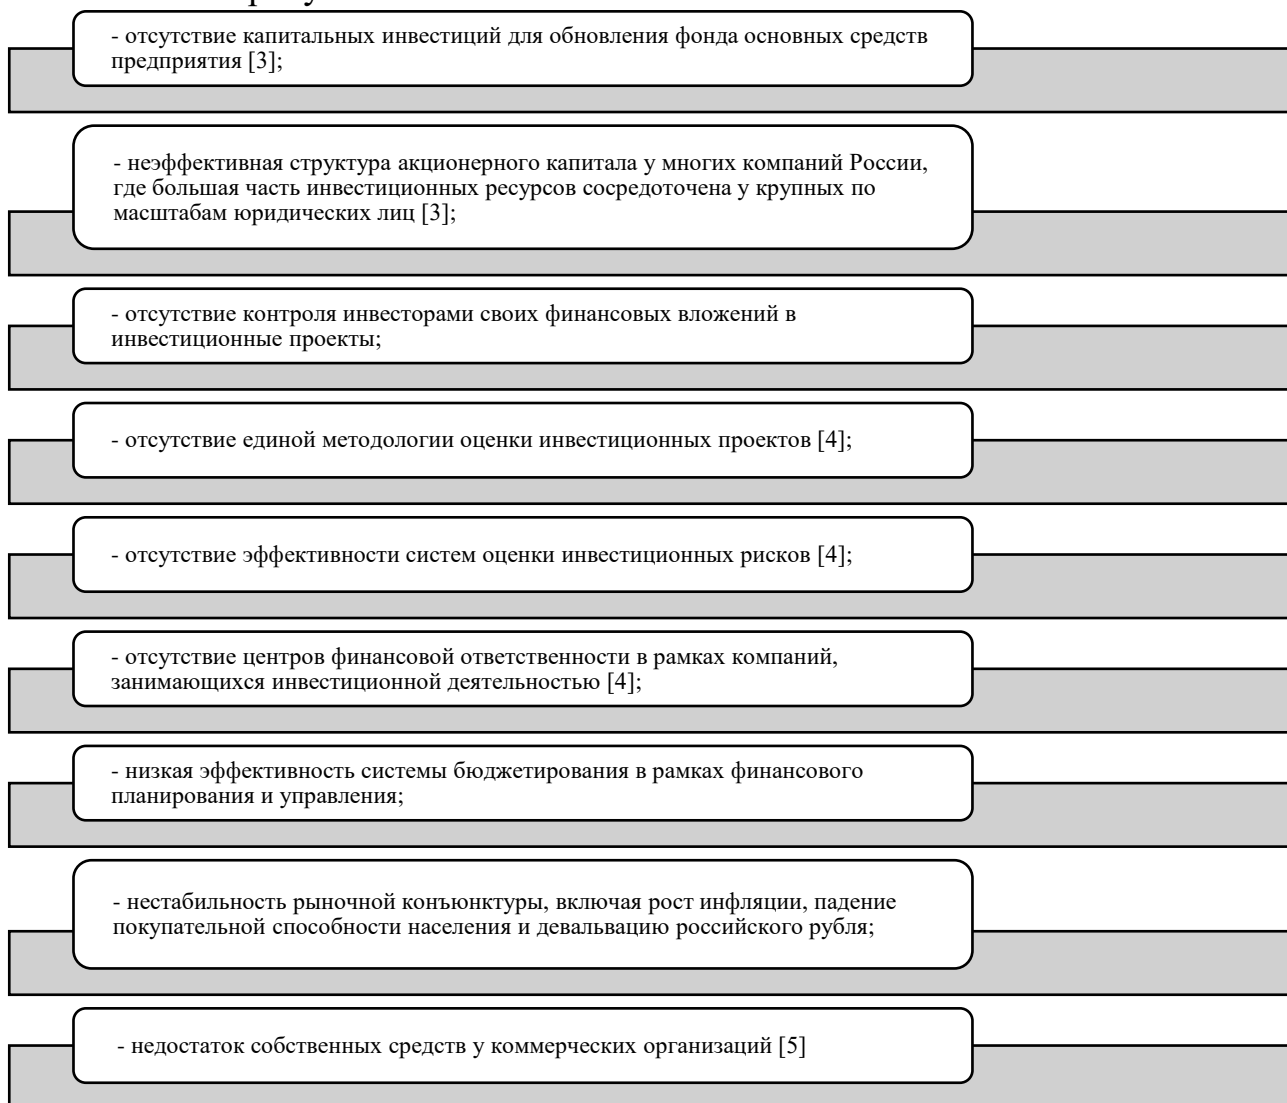 - отсутствие капитальных инвестиций для обновления фонда основных средств
предприятия [3];
- неэффективная структура акционерного капитала у многих компаний России,
где большая часть инвестиционных ресурсов сосредоточена у крупных по
масштабам юридических лиц [3];
- отсутствие контроля инвесторами своих финансовых вложений в
инвестиционные проекты;
- отсутствие единой методологии оценки инвестиционных проектов [4];
- отсутствие эффективности систем оценки инвестиционных рисков [4];
- отсутствие центров финансовой ответственности в рамках компаний,
занимающихся инвестиционной деятельностью [4];
- низкая эффективность системы бюджетирования в рамках финансового
планирования и управления;
- нестабильность рыночной конъюнктуры, включая рост инфляции, падение
покупательной способности населения и девальвацию российского рубля;
- недостаток собственных средств у коммерческих организаций [5]